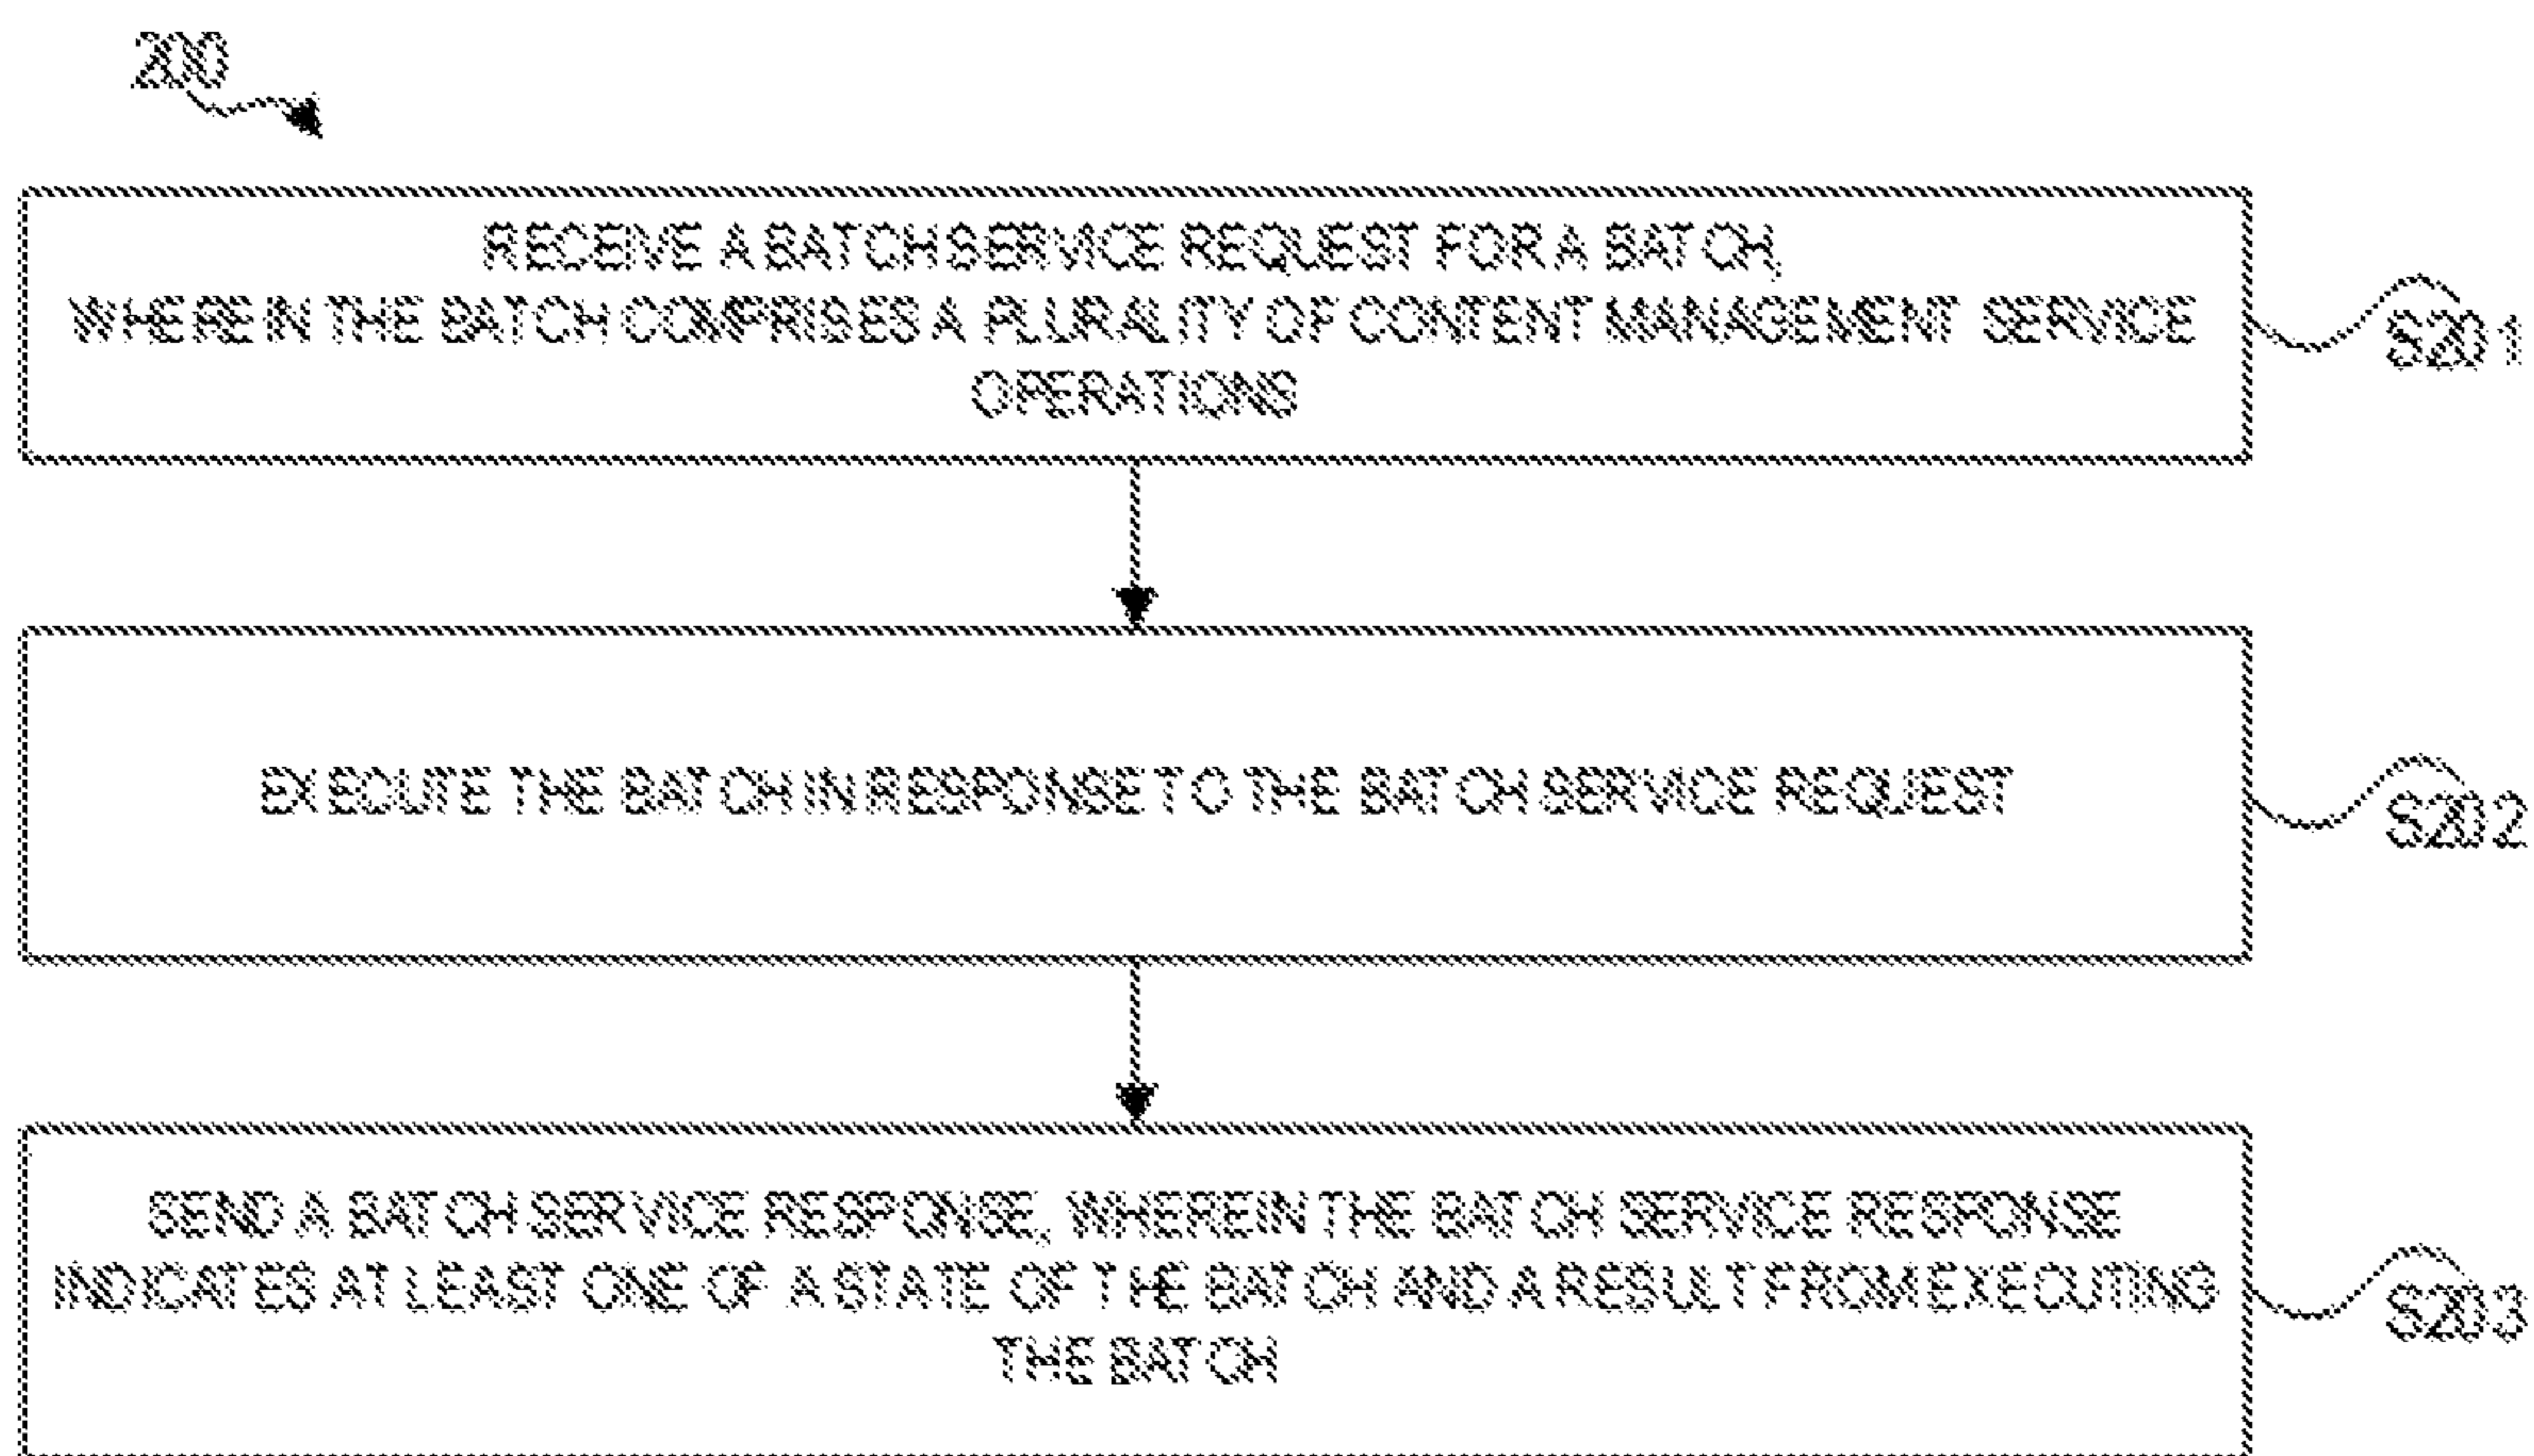 200
RECEIVE A BATCH SERVICE REQUEST FOR A BATCH,
WHEREIN THE BATCH COMPRISES A PLURALITY OF CONTENT MANAGEMENT SERVICE
OPERATIONS
S201
EXECUTE THE BATCH IN RESPONSE TO THE BATCH SERVICE REQUEST
S202
SEND A BATCH SERVICE RESPONSE, WHEREIN THE BATCH SERVICE RESPONSE
INDICATES AT LEAST ONE OF A STATE OF THE BATCH AND A RESULT FROM EXECUTING
THE BATCH
S203